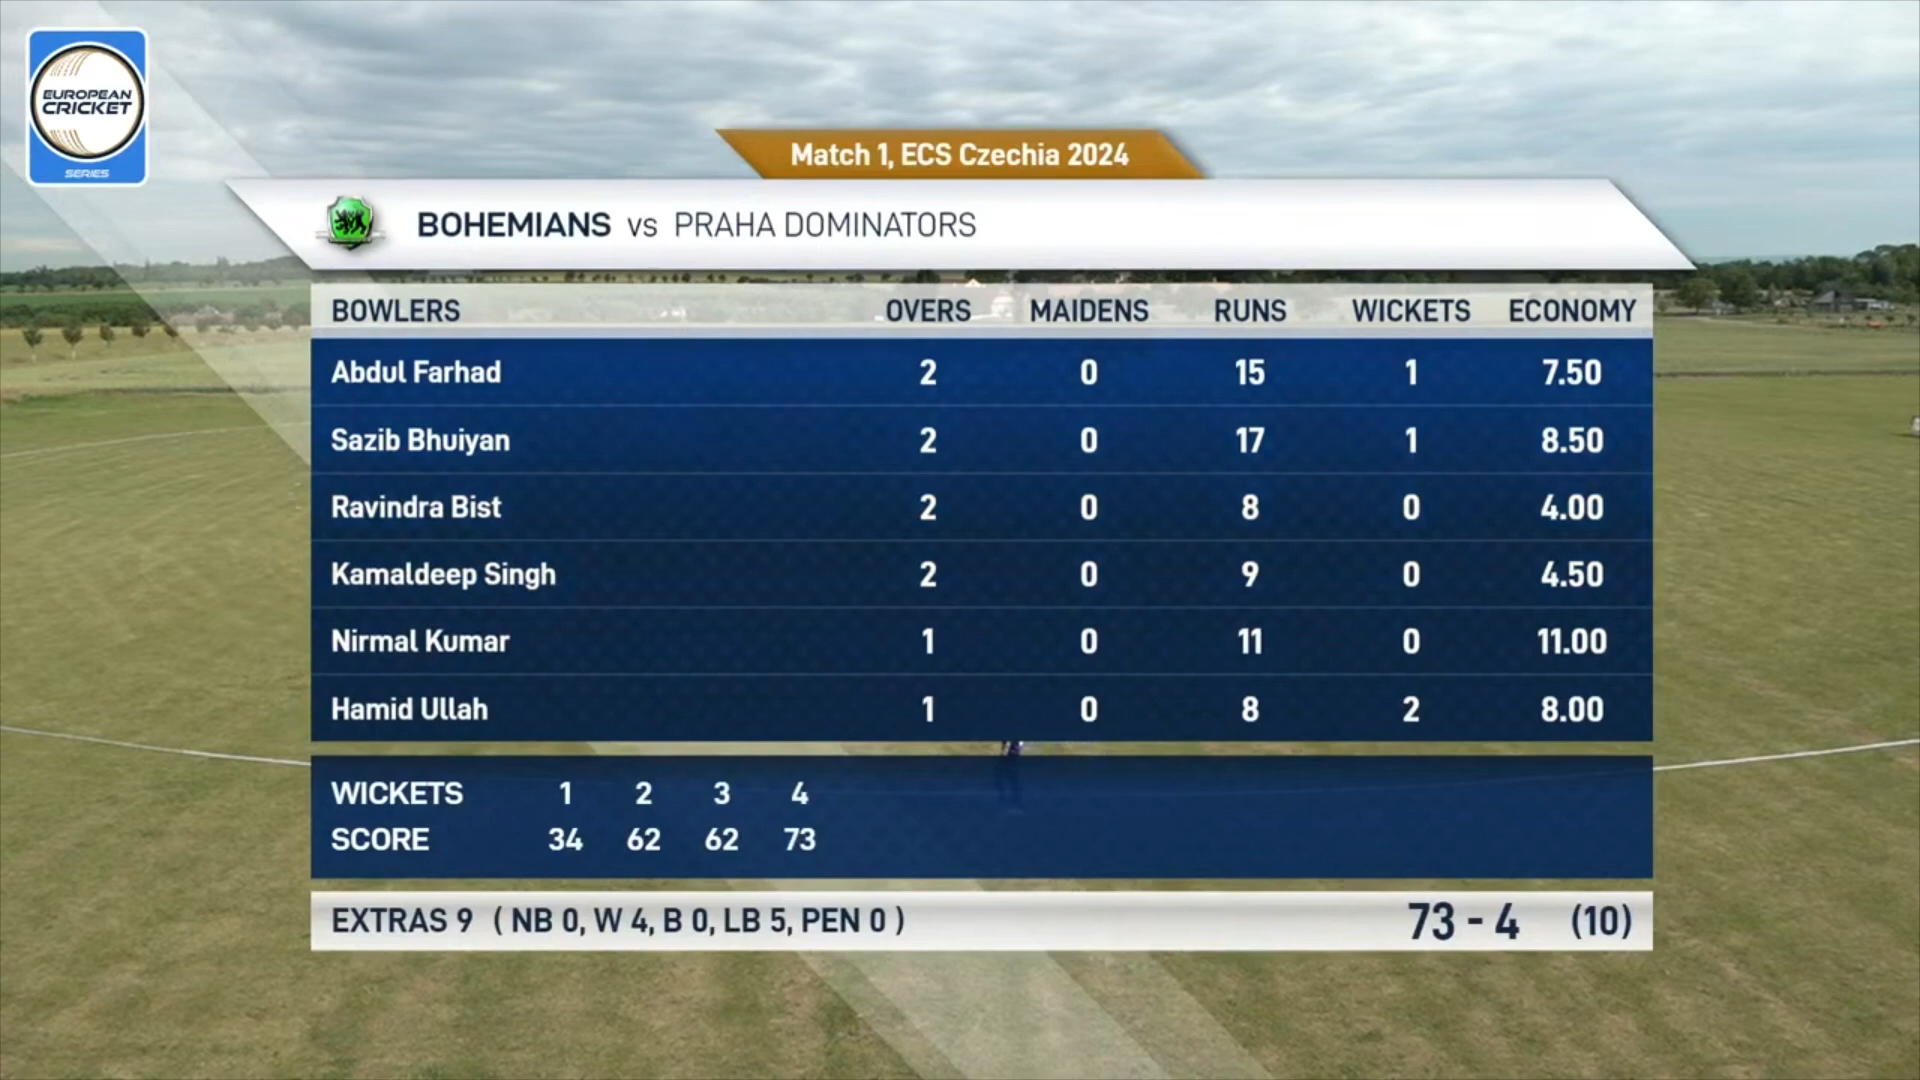 EUROPEAN
CRICKET
SERIES
Match 1, ECS Czechia 2024
BOHEMIANS vs PRAHA DOMINATORS
BOWLERS OVERS MAIDENS RUNS WICKETS ECONOMY
Abdul Farhad 2 0 15 1 7.50
Sazib Bhuiyan 2 0 17 1 8.50
Ravindra Bist 2 0 8 0 4.00
Kamaldeep Singh 2 0 9 0 4.50
Nirmal Kumar 1 0 11 0 11.00
Hamid Ullah 1 0 8 2 8.00
WICKETS 1 2 3 4
SCORE 34 62 62 73
EXTRAS 9 ( NB 0, W 4, B 0, LB 5, PEN 0 ) 73 - 4 (10)